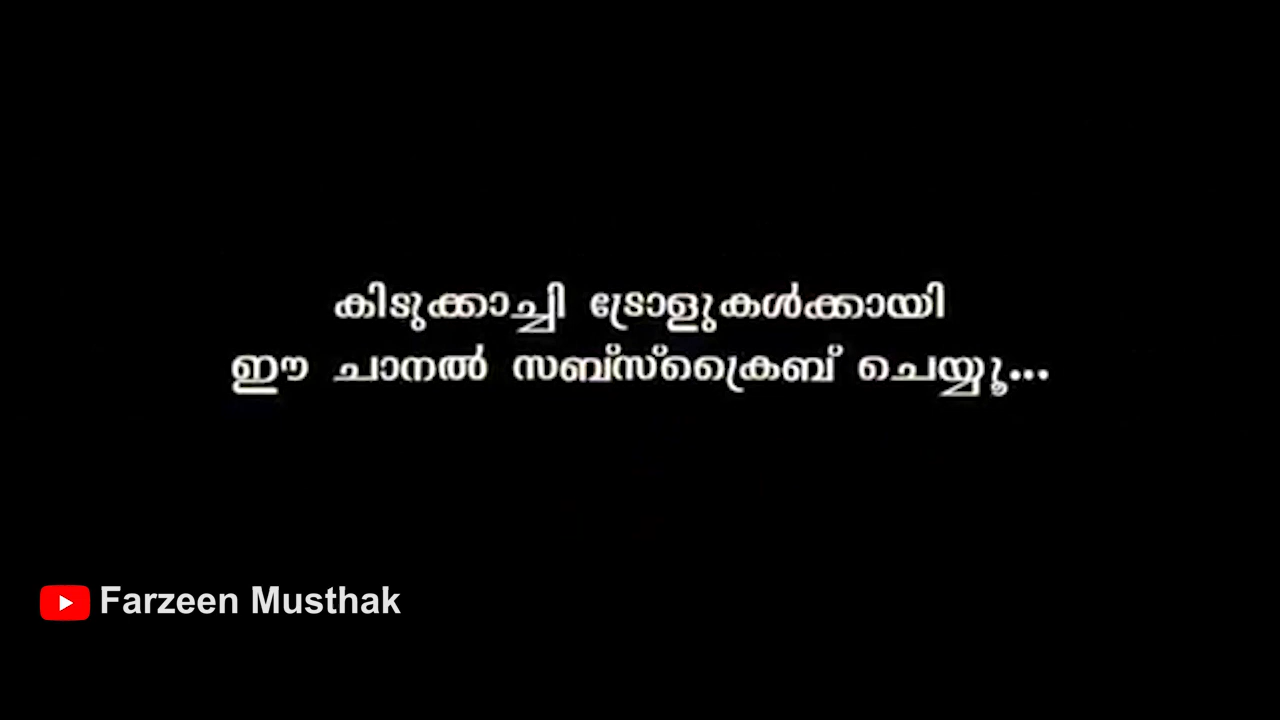 കിടുക്കാച്ചി ട്രോളുകൾക്കായി
ഈ ചാനൽ സബ്സ്ക്രൈബ് ചെയ്യൂ...
Farzeen Musthak